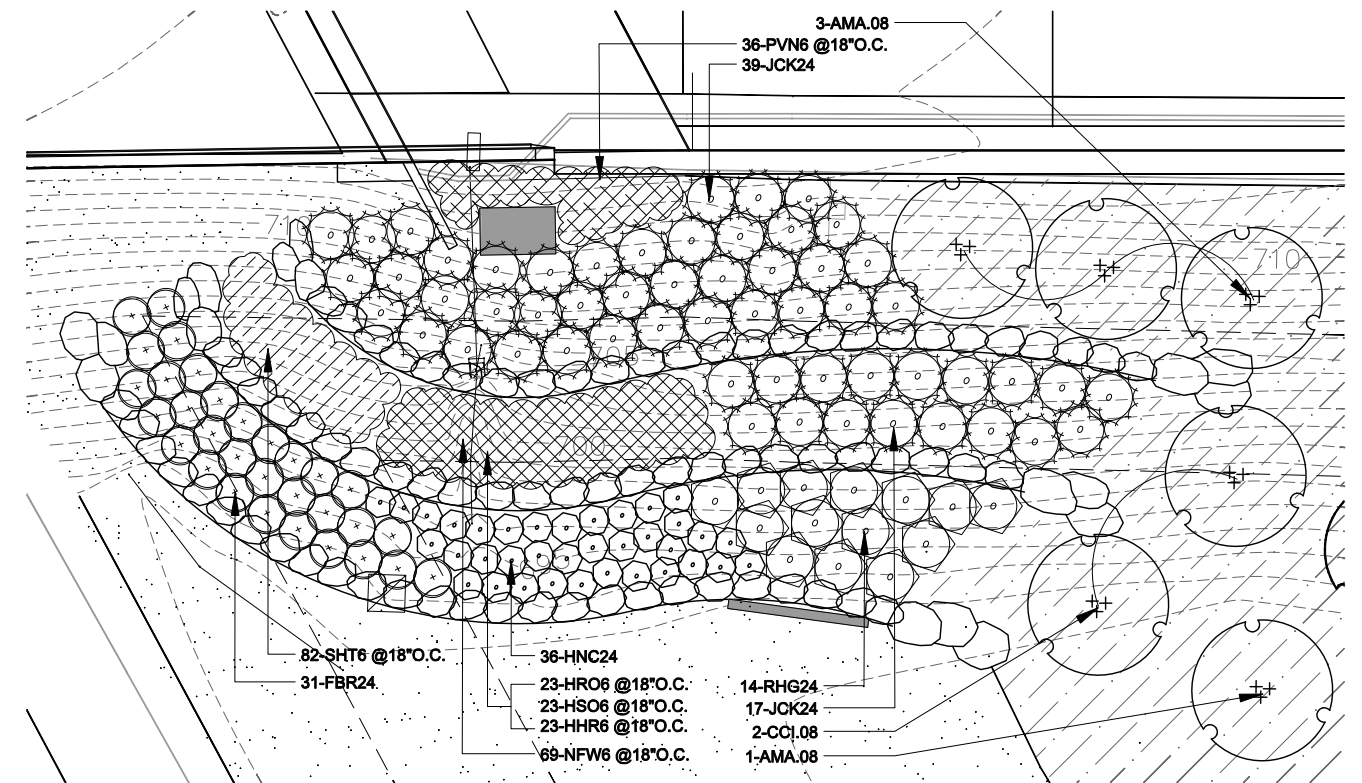 3-AMA.08
36-PVN6 @18"O.C.
39-JCK24
710
700
82-SHT6 @18"O.C.
31-FBR24
36-HNC24
23-HRO6 @18"O.C.
23-HSO6 @18"O.C.
23-HHR6 @18"O.C.
69-NFW6 @18"O.C.
14-RHG24
17-JCK24
2-CCI.08
1-AMA.08